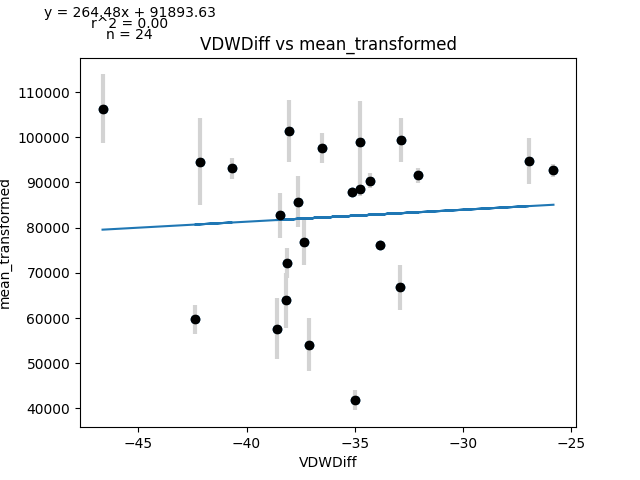 y = 264.48x + 91893.63
r^2 = 0.00
n = 24
VDWDiff vs mean_transformed
mean_transformed
110000
100000
90000
80000
70000
60000
50000
40000
−45
−40
−35
−30
−25
VDWDiff